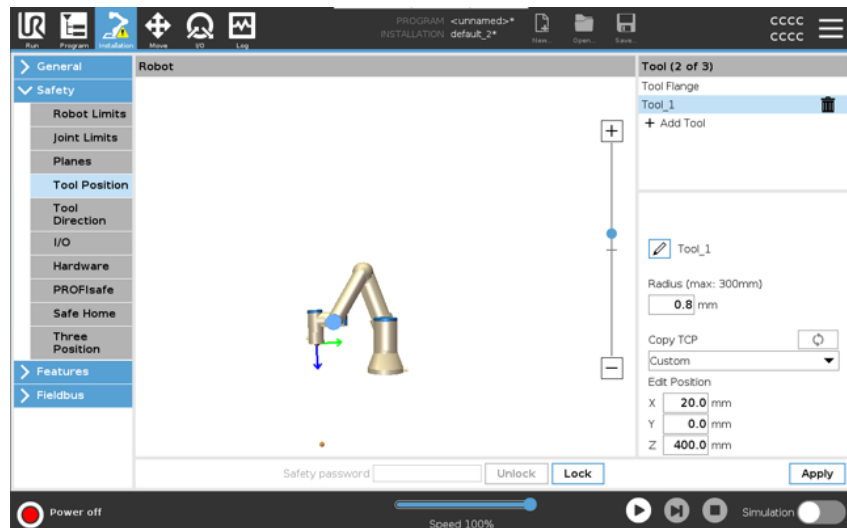 PROGRAM <unnamed>*
INSTALLATION default_2*
CCCC
CCCC
Run
Program
Installation
Move
I/O
Log
New...
Open...
Save...
General
Safety
Robot Limits
Joint Limits
Planes
Tool Position
Tool
Direction
I/O
Hardware
PROFIsafe
Safe Home
Three
Position
Features
Fieldbus
Robot
Tool (2 of 3)
Tool Flange
Tool_1
+ Add Tool
Tool_1
Radius (max: 300mm)
0.8 mm
Copy TCP
Custom
Edit Position
X 20.0 mm
Y 0.0 mm
Z 400.0 mm
Safety password
Unlock
Lock
Apply
Power off
Speed 100%
Simulation